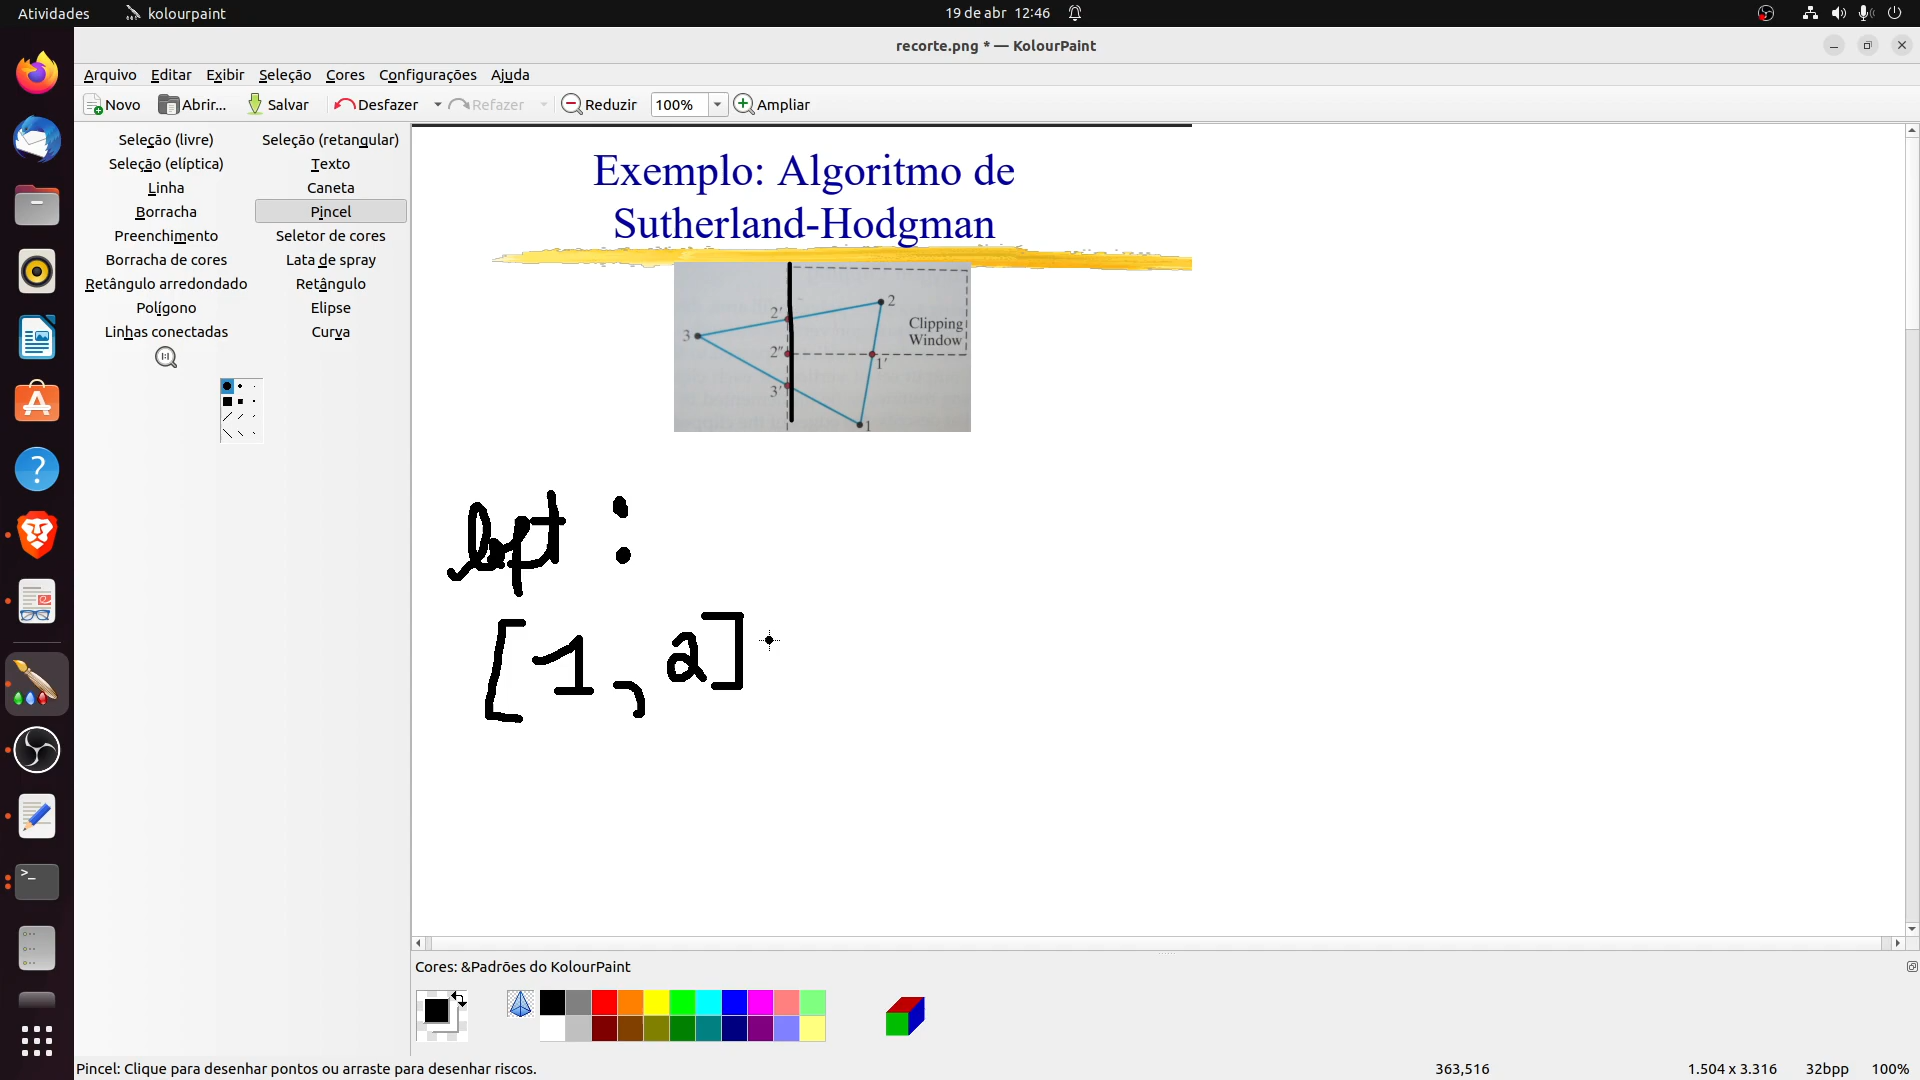 Atividades
kolourpaint
19 de abr 12:46
recorte.png * — KolourPaint
Arquivo Editar Exibir Seleção Cores Configurações Ajuda
Novo Abrir... Salvar Desfazer Refazer Reduzir 100% Ampliar
Seleção (livre) Seleção (retangular)
Seleção (elíptica) Texto
Linha Caneta
Borracha Pincel
Preenchimento Seletor de cores
Borracha de cores Lata de spray
Retângulo arredondado Retângulo
Polígono Elipse
Linhas conectadas Curva
Exemplo: Algoritmo de
Sutherland-Hodgman
2
2'
3
Clipping
Window
2"
1'
3'
1
left :
[1, 2]
Cores: &Padrões do KolourPaint
Pincel: Clique para desenhar pontos ou arraste para desenhar riscos.
363,516
1.504 x 3.316
32bpp
100%